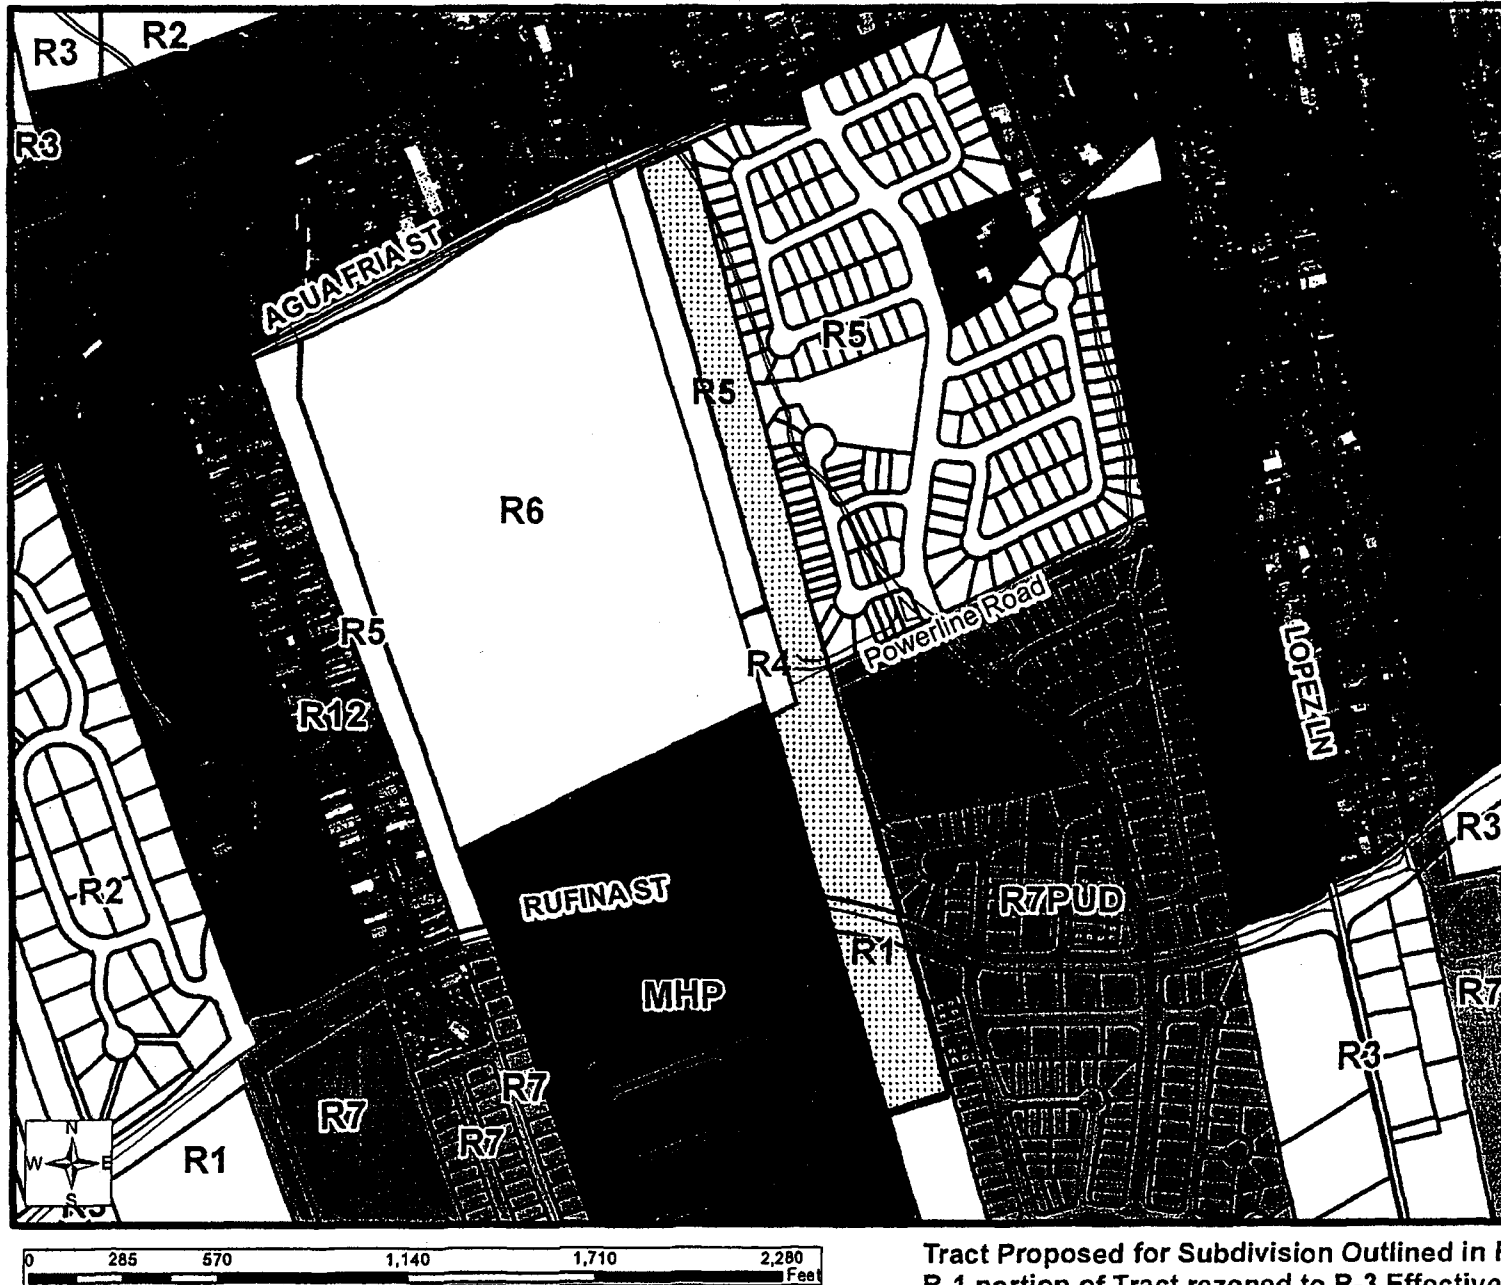 R3
R2
R3
AGUA FRIA ST
R5
R5
R6
R5
R4
Powerline Road
LOPEZ LN
R12
R3
R2
RUFINA ST
R7PUD
R1
MHP
R7
R3
R7
R7
R7
R1
N
W
E
S
0 285 570 1,140 1,710 2,280
Feet
Tract Proposed for Subdivision Outlined in
R-1 portion of Tract rezoned to R-3 Effective